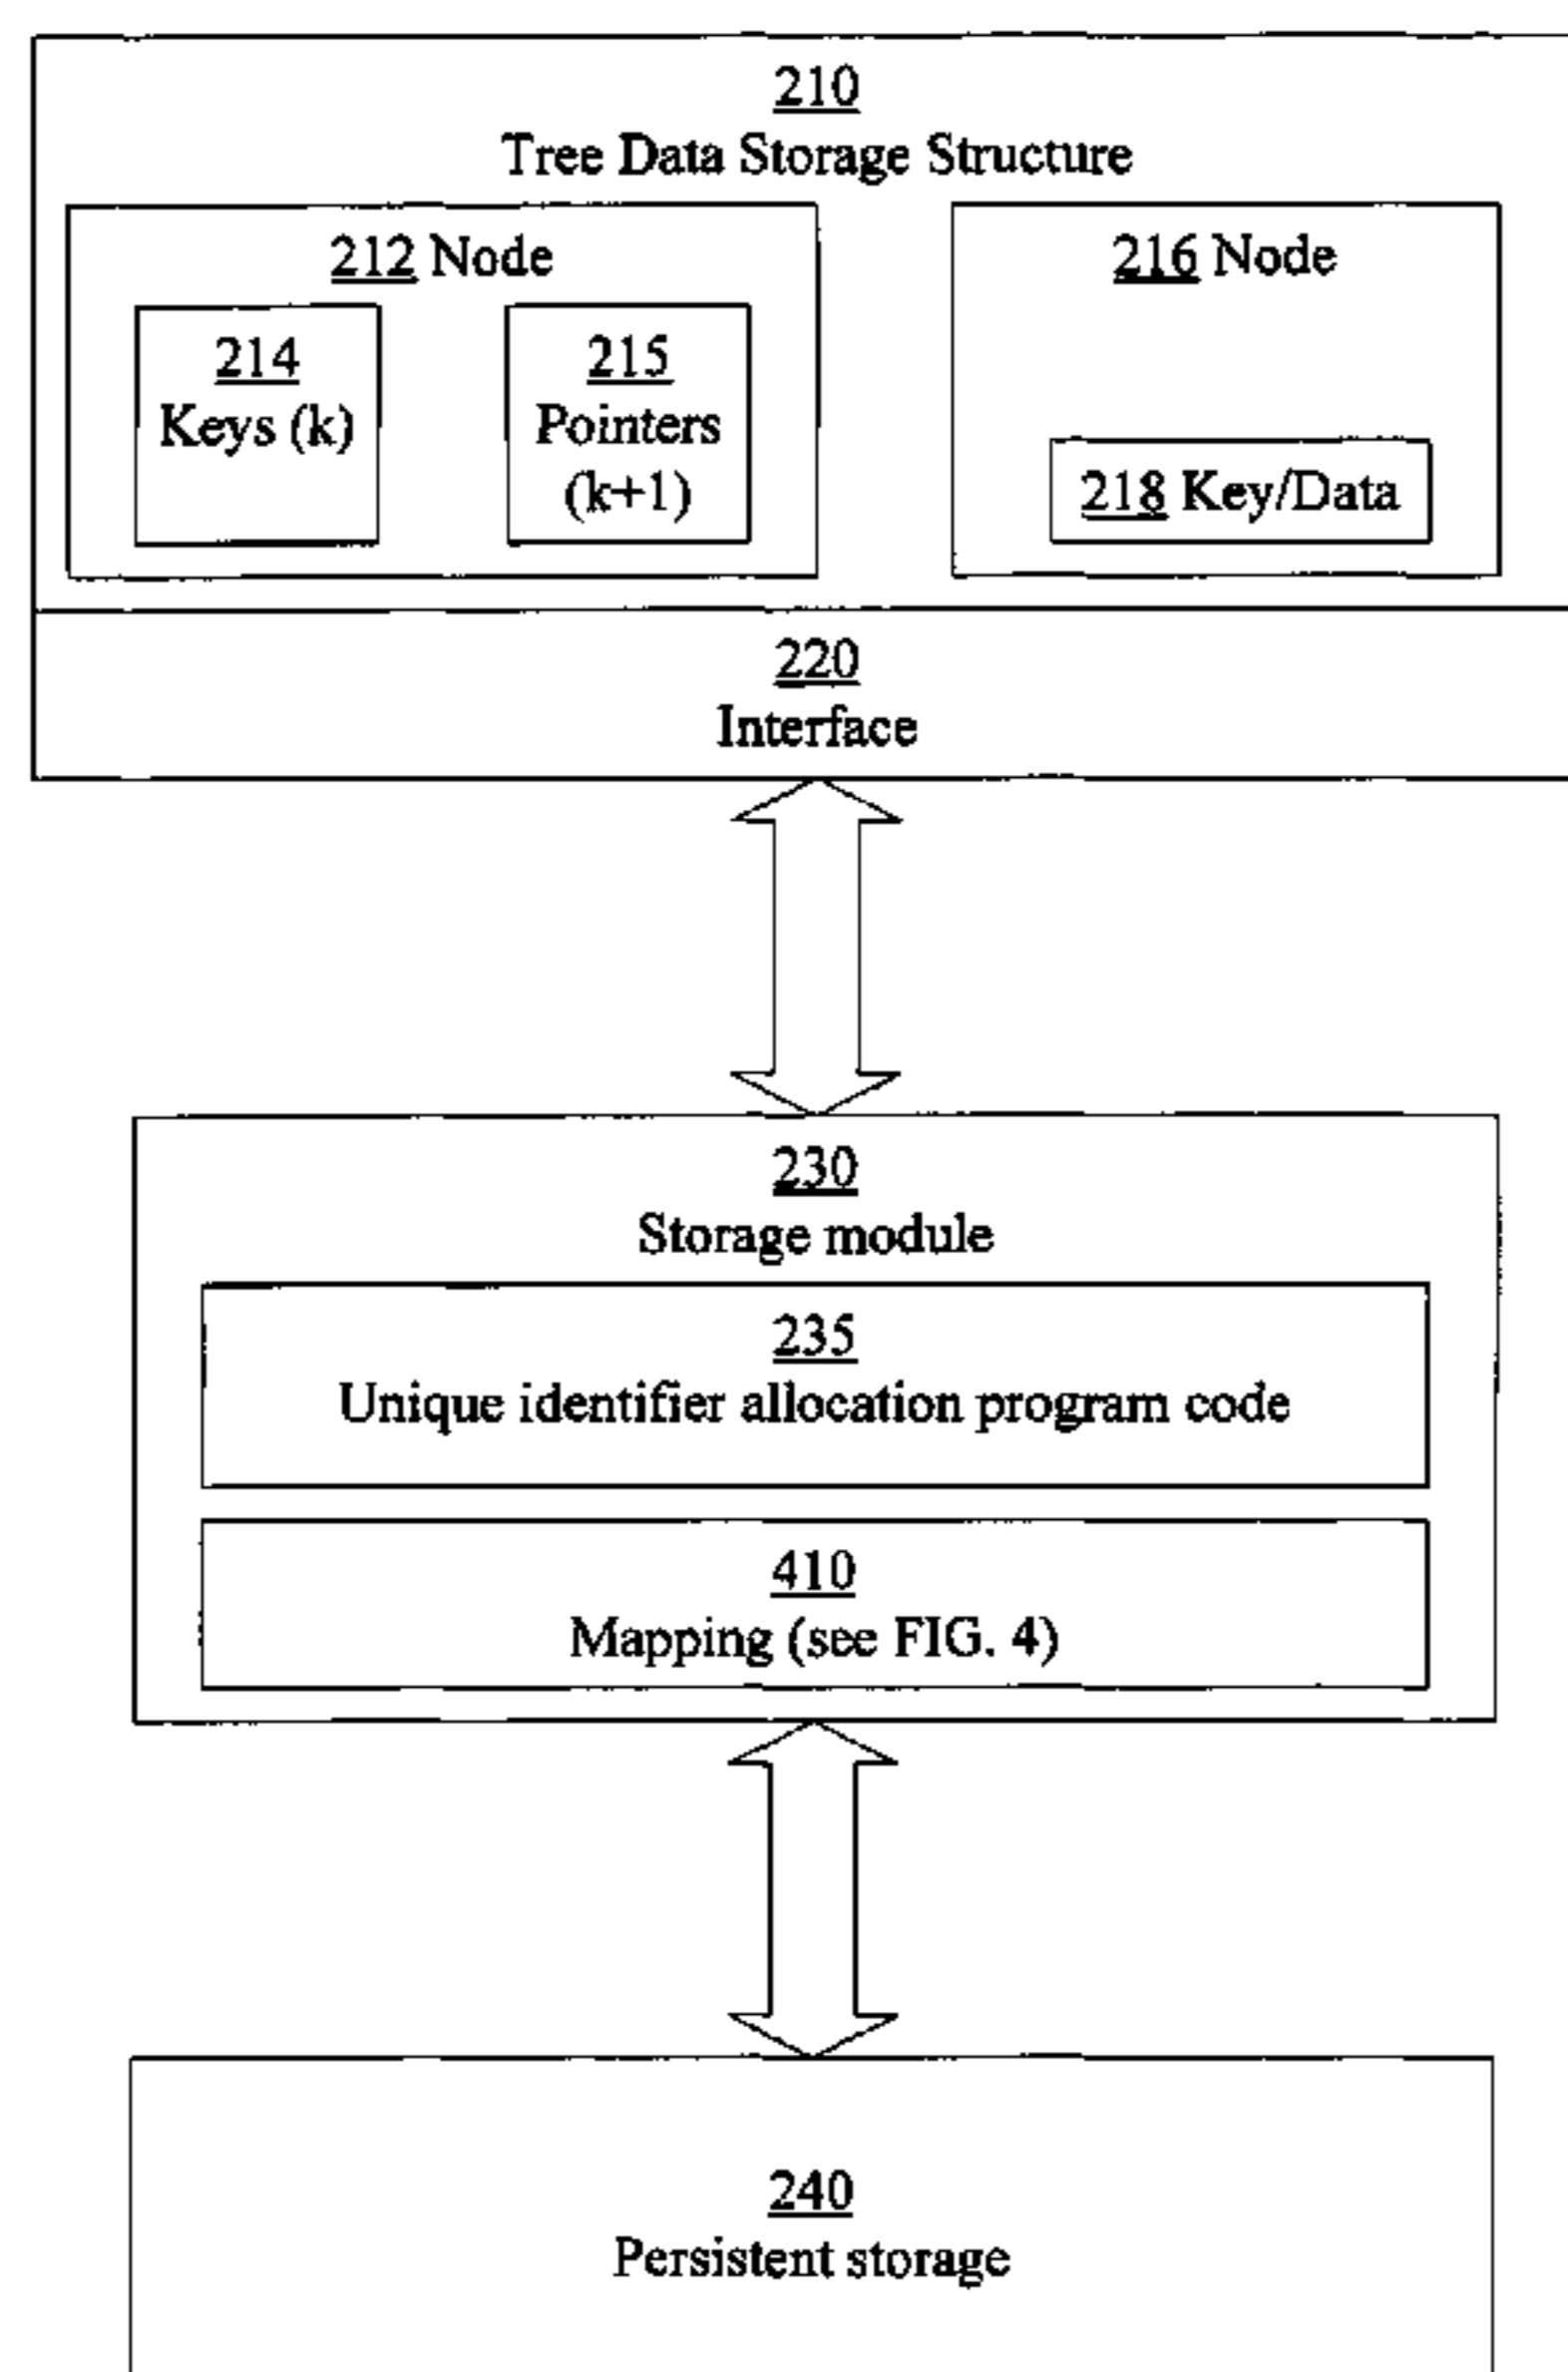 210
Tree Data Storage Structure
212 Node
214
Keys (k)
215
Pointers
(k+1)
216 Node
218 Key/Data
220
Interface
230
Storage module
235
Unique identifier allocation program code
410
Mapping (see FIG. 4)
240
Persistent storage